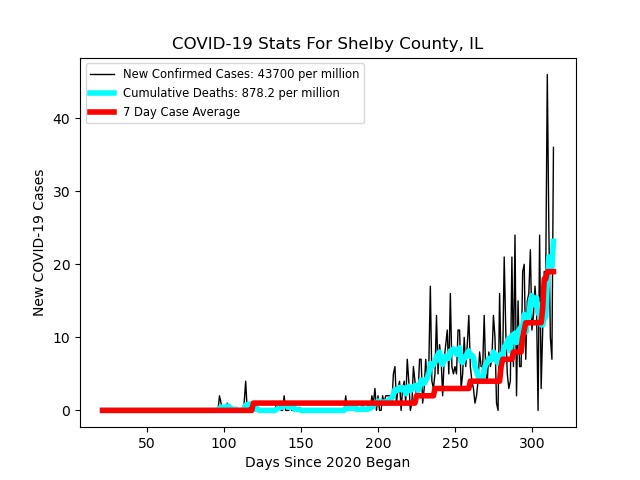 COVID-19 Stats For Shelby County, IL
New Confirmed Cases: 43700 per million
Cumulative Deaths: 878.2 per million
7 Day Case Average
New COVID-19 Cases
40
30
20
10
0
50 100 150 200 250 300
Days Since 2020 Began